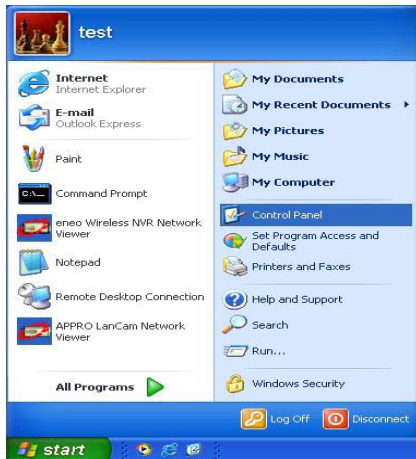 test
Internet
Internet Explorer
E-mail
Outlook Express
Paint
Command Prompt
eneo Wireless NVR Network
Viewer
Notepad
Remote Desktop Connection
APPRO LanCam Network
Viewer
All Programs
My Documents
My Recent Documents
My Pictures
My Music
My Computer
Control Panel
Set Program Access and
Defaults
Printers and Faxes
Help and Support
Search
Run...
Windows Security
Log Off
Disconnect
start